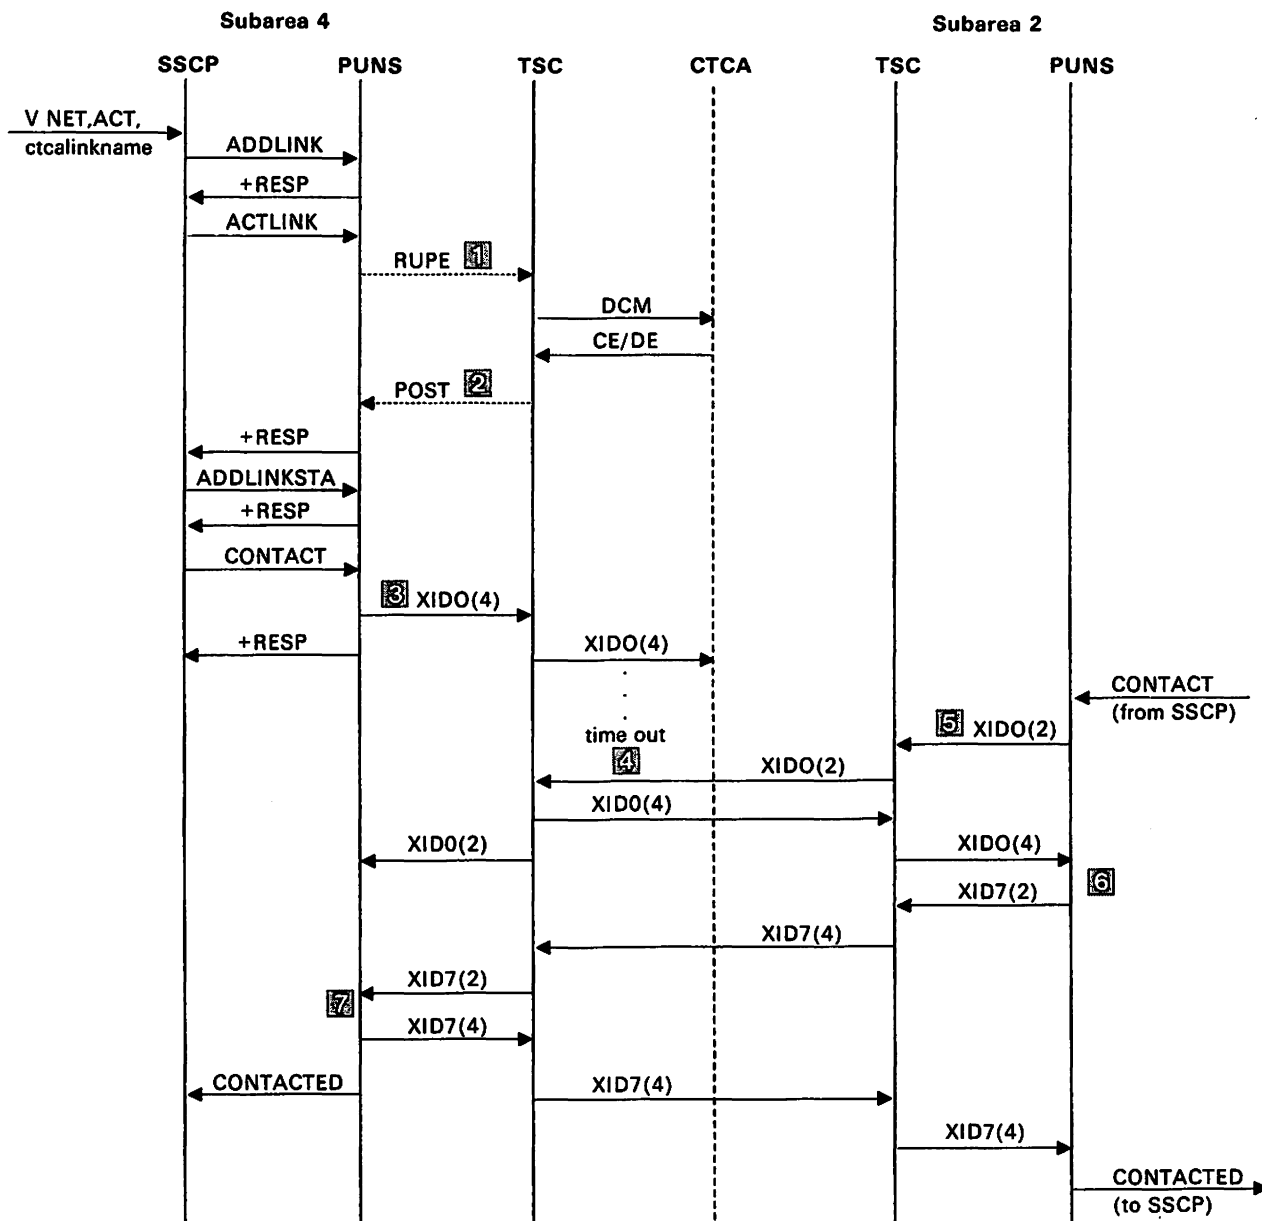 Subarea 4 Subarea 2
SSCP PUNS TSC CTCA TSC PUNS
V NET,ACT,
ctcalinkname
ADDLINK
+RESP
ACTLINK
RUPE 1
DCM
CE/DE
POST 2
+RESP
ADDLINKSTA
+RESP
CONTACT
3 XIDO(4)
+RESP XIDO(4)
CONTACT
(from SSCP)
5 XIDO(2)
time out
4 XIDO(2)
XID0(4)
XID0(2) XIDO(4)
6
XID7(2)
XID7(4)
XID7(2)
7
XID7(4)
CONTACTED XID7(4)
XID7(4)
CONTACTED
(to SSCP)